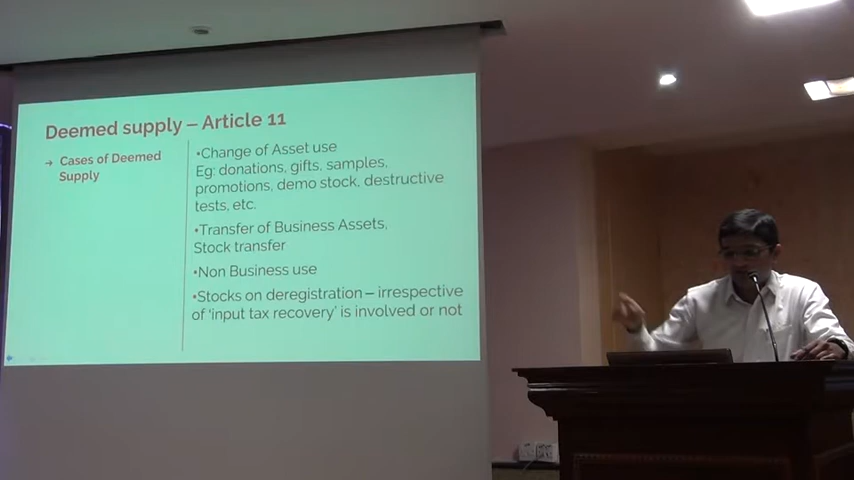 Deemed supply – Article 11
→ Cases of Deemed
Supply
•Change of Asset use
Eg: donations, gifts, samples,
promotions, demo stock, destructive
tests, etc.
•Transfer of Business Assets,
Stock transfer
•Non Business use
•Stocks on deregistration – irrespective
of ‘input tax recovery’ is involved or not